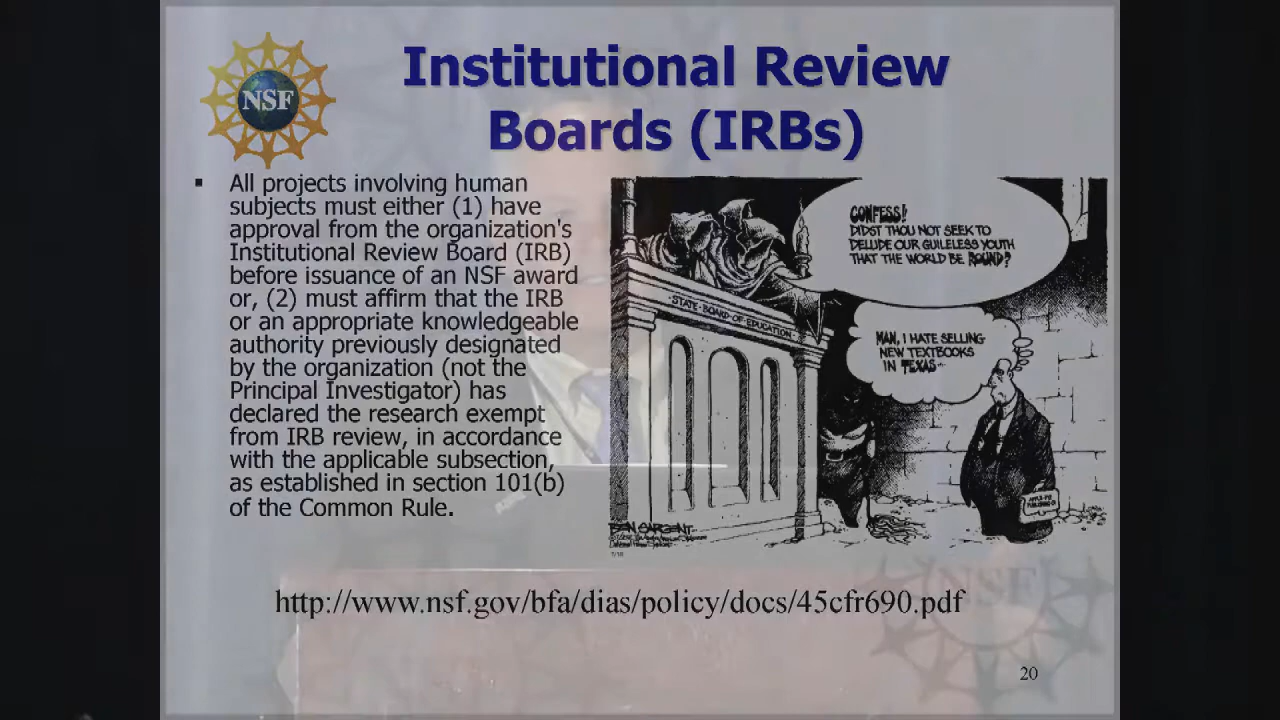 NSF
Institutional Review
Boards (IRBs)
▪ All projects involving human
subjects must either (1) have
approval from the organization's
Institutional Review Board (IRB)
before issuance of an NSF award
or, (2) must affirm that the IRB
or an appropriate knowledgeable
authority previously designated
by the organization (not the
Principal Investigator) has
declared the research exempt
from IRB review, in accordance
with the applicable subsection,
as established in section 101(b)
of the Common Rule.
CONFESS!
DIDST THOU NOT SEEK TO
DELUDE OUR GUILELESS YOUTH
THAT THE WORLD BE ROUND?
·STATE·BOARD·OF·EDUCATION·
MAN, I HATE SELLING
NEW TEXTBOOKS
IN TEXAS--
BEN SARGENT
http://www.nsf.gov/bfa/dias/policy/docs/45cfr690.pdf
NSF
20